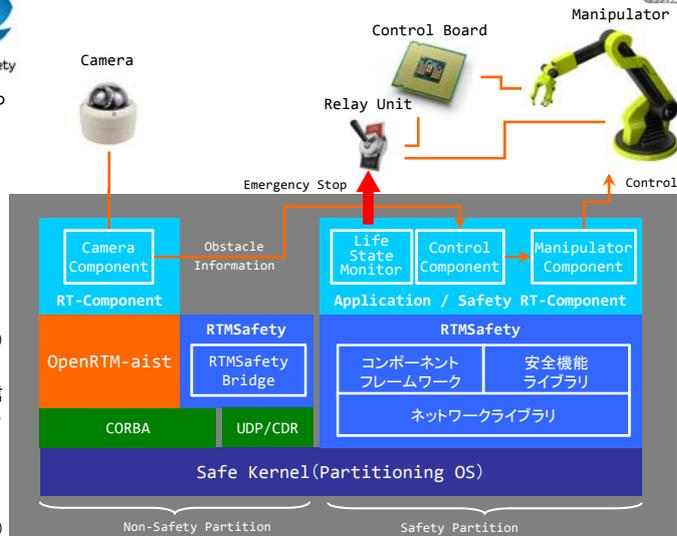 Manipulator
Control Board
Camera
Relay Unit
Emergency Stop
Control
Camera
Component
Obstacle
Information
Life
State
Monitor
Control
Component
Manipulator
Component
RT-Component
Application / Safety RT-Component
OpenRTM-aist
RTMSafety
RTMSafety
Bridge
RTMSafety
コンポーネント
フレームワーク
安全機能
ライブラリ
ネットワークライブラリ
CORBA
UDP/CDR
Safe Kernel(Partitioning OS)
Non-Safety Partition
Safety Partition